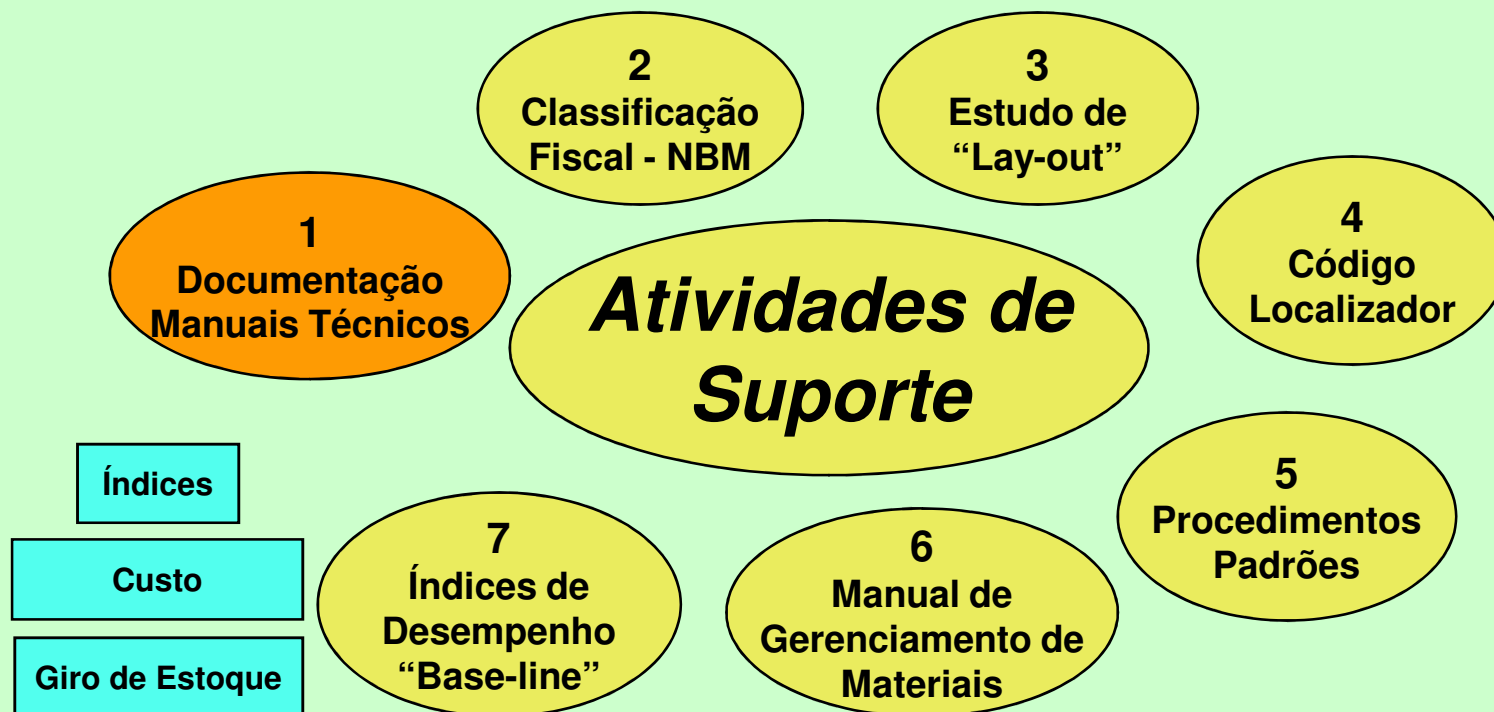 1
Documentação
Manuais Técnicos
2
Classificação
Fiscal - NBM
3
Estudo de
“Lay-out”
4
Código
Localizador
Atividades de
Suporte
5
Procedimentos
Padrões
6
Manual de
Gerenciamento de
Materiais
7
Índices de
Desempenho
“Base-line”
Índices
Custo
Giro de Estoque